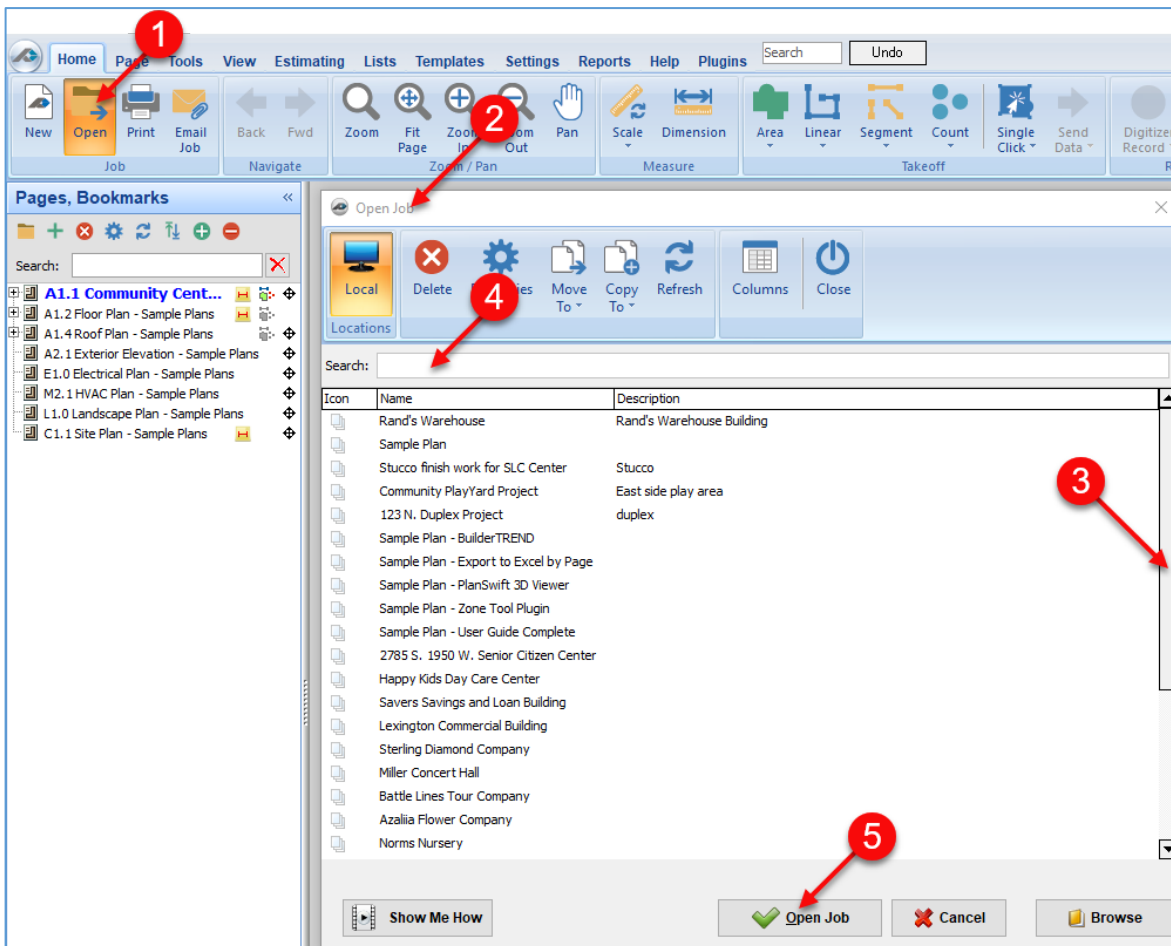 1
Home Page Tools View Estimating Lists Templates Settings Reports Help Plugins Search Undo
2
New Open Print Email Job Back Fwd Zoom Fit Page Zoom In Out Pan Scale Dimension Area Linear Segment Count Single Click Send Data Digitizer Record
Job Navigate Zoom / Pan Measure Takeoff
Pages, Bookmarks «
Open Job
Search:
Local Delete Move To Copy To Refresh Columns Close
4
Locations
A1.1 Community Cent...
A1.2 Floor Plan - Sample Plans
A1.4 Roof Plan - Sample Plans
A2.1 Exterior Elevation - Sample Plans
E1.0 Electrical Plan - Sample Plans
M2.1 HVAC Plan - Sample Plans
L1.0 Landscape Plan - Sample Plans
C1.1 Site Plan - Sample Plans
Search:
Icon Name Description
Rand's Warehouse Rand's Warehouse Building
Sample Plan
Stucco finish work for SLC Center Stucco
3
Community PlayYard Project East side play area
123 N. Duplex Project duplex
Sample Plan - BuilderTREND
Sample Plan - Export to Excel by Page
Sample Plan - PlanSwift 3D Viewer
Sample Plan - Zone Tool Plugin
Sample Plan - User Guide Complete
2785 S. 1950 W. Senior Citizen Center
Happy Kids Day Care Center
Savers Savings and Loan Building
Lexington Commercial Building
Sterling Diamond Company
Miller Concert Hall
Battle Lines Tour Company
Azaliia Flower Company
Norms Nursery
5
Show Me How Open Job Cancel Browse